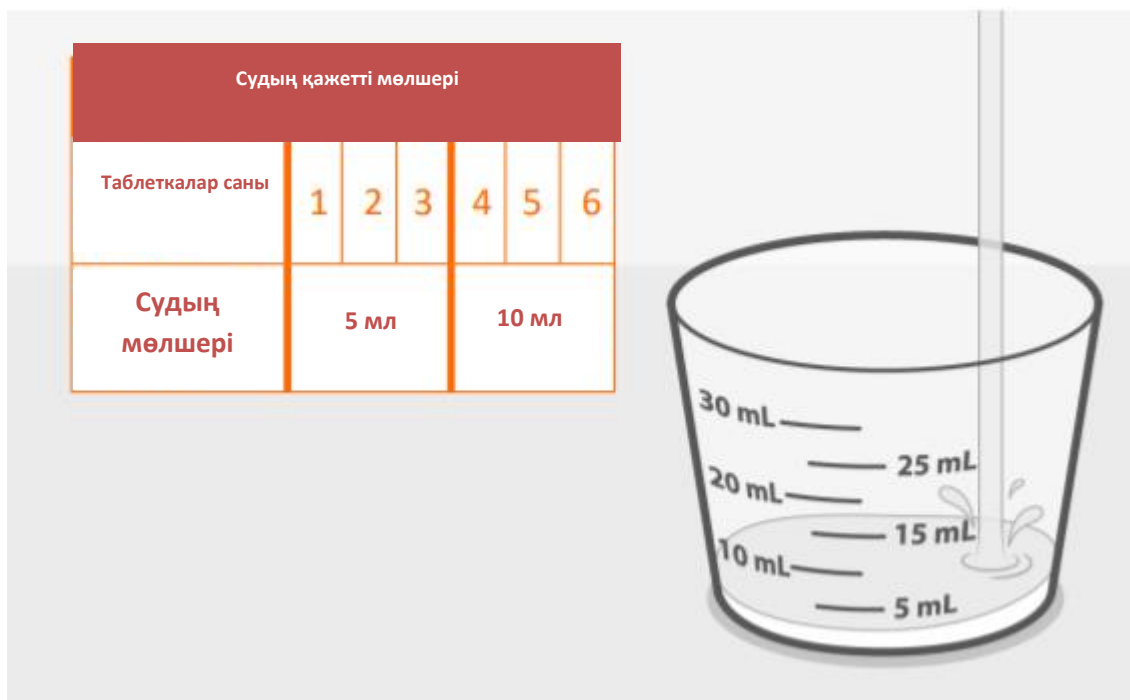 Судың қажетті мөлшері
Таблеткалар саны
1 2 3 4 5 6
Судың
мөлшері
5 мл
10 мл
30 mL
25 mL
20 mL
15 mL
10 mL
5 mL